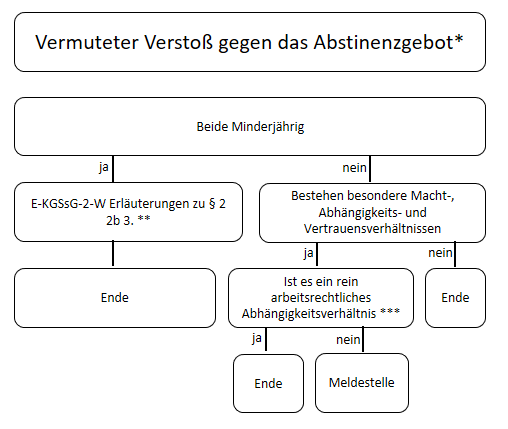 Vermuteter Verstoß gegen das Abstinenzgebot*
Beide Minderjährig
ja
nein
E-KGSsG-2-W Erläuterungen zu § 2
2b 3. **
Bestehen besondere Macht-,
Abhängigkeits- und
Vertrauensverhältnissen
ja
nein
Ende
Ist es ein rein
arbeitsrechtliches
Abhängigkeitsverhältnis ***
Ende
ja
nein
Ende
Meldestelle